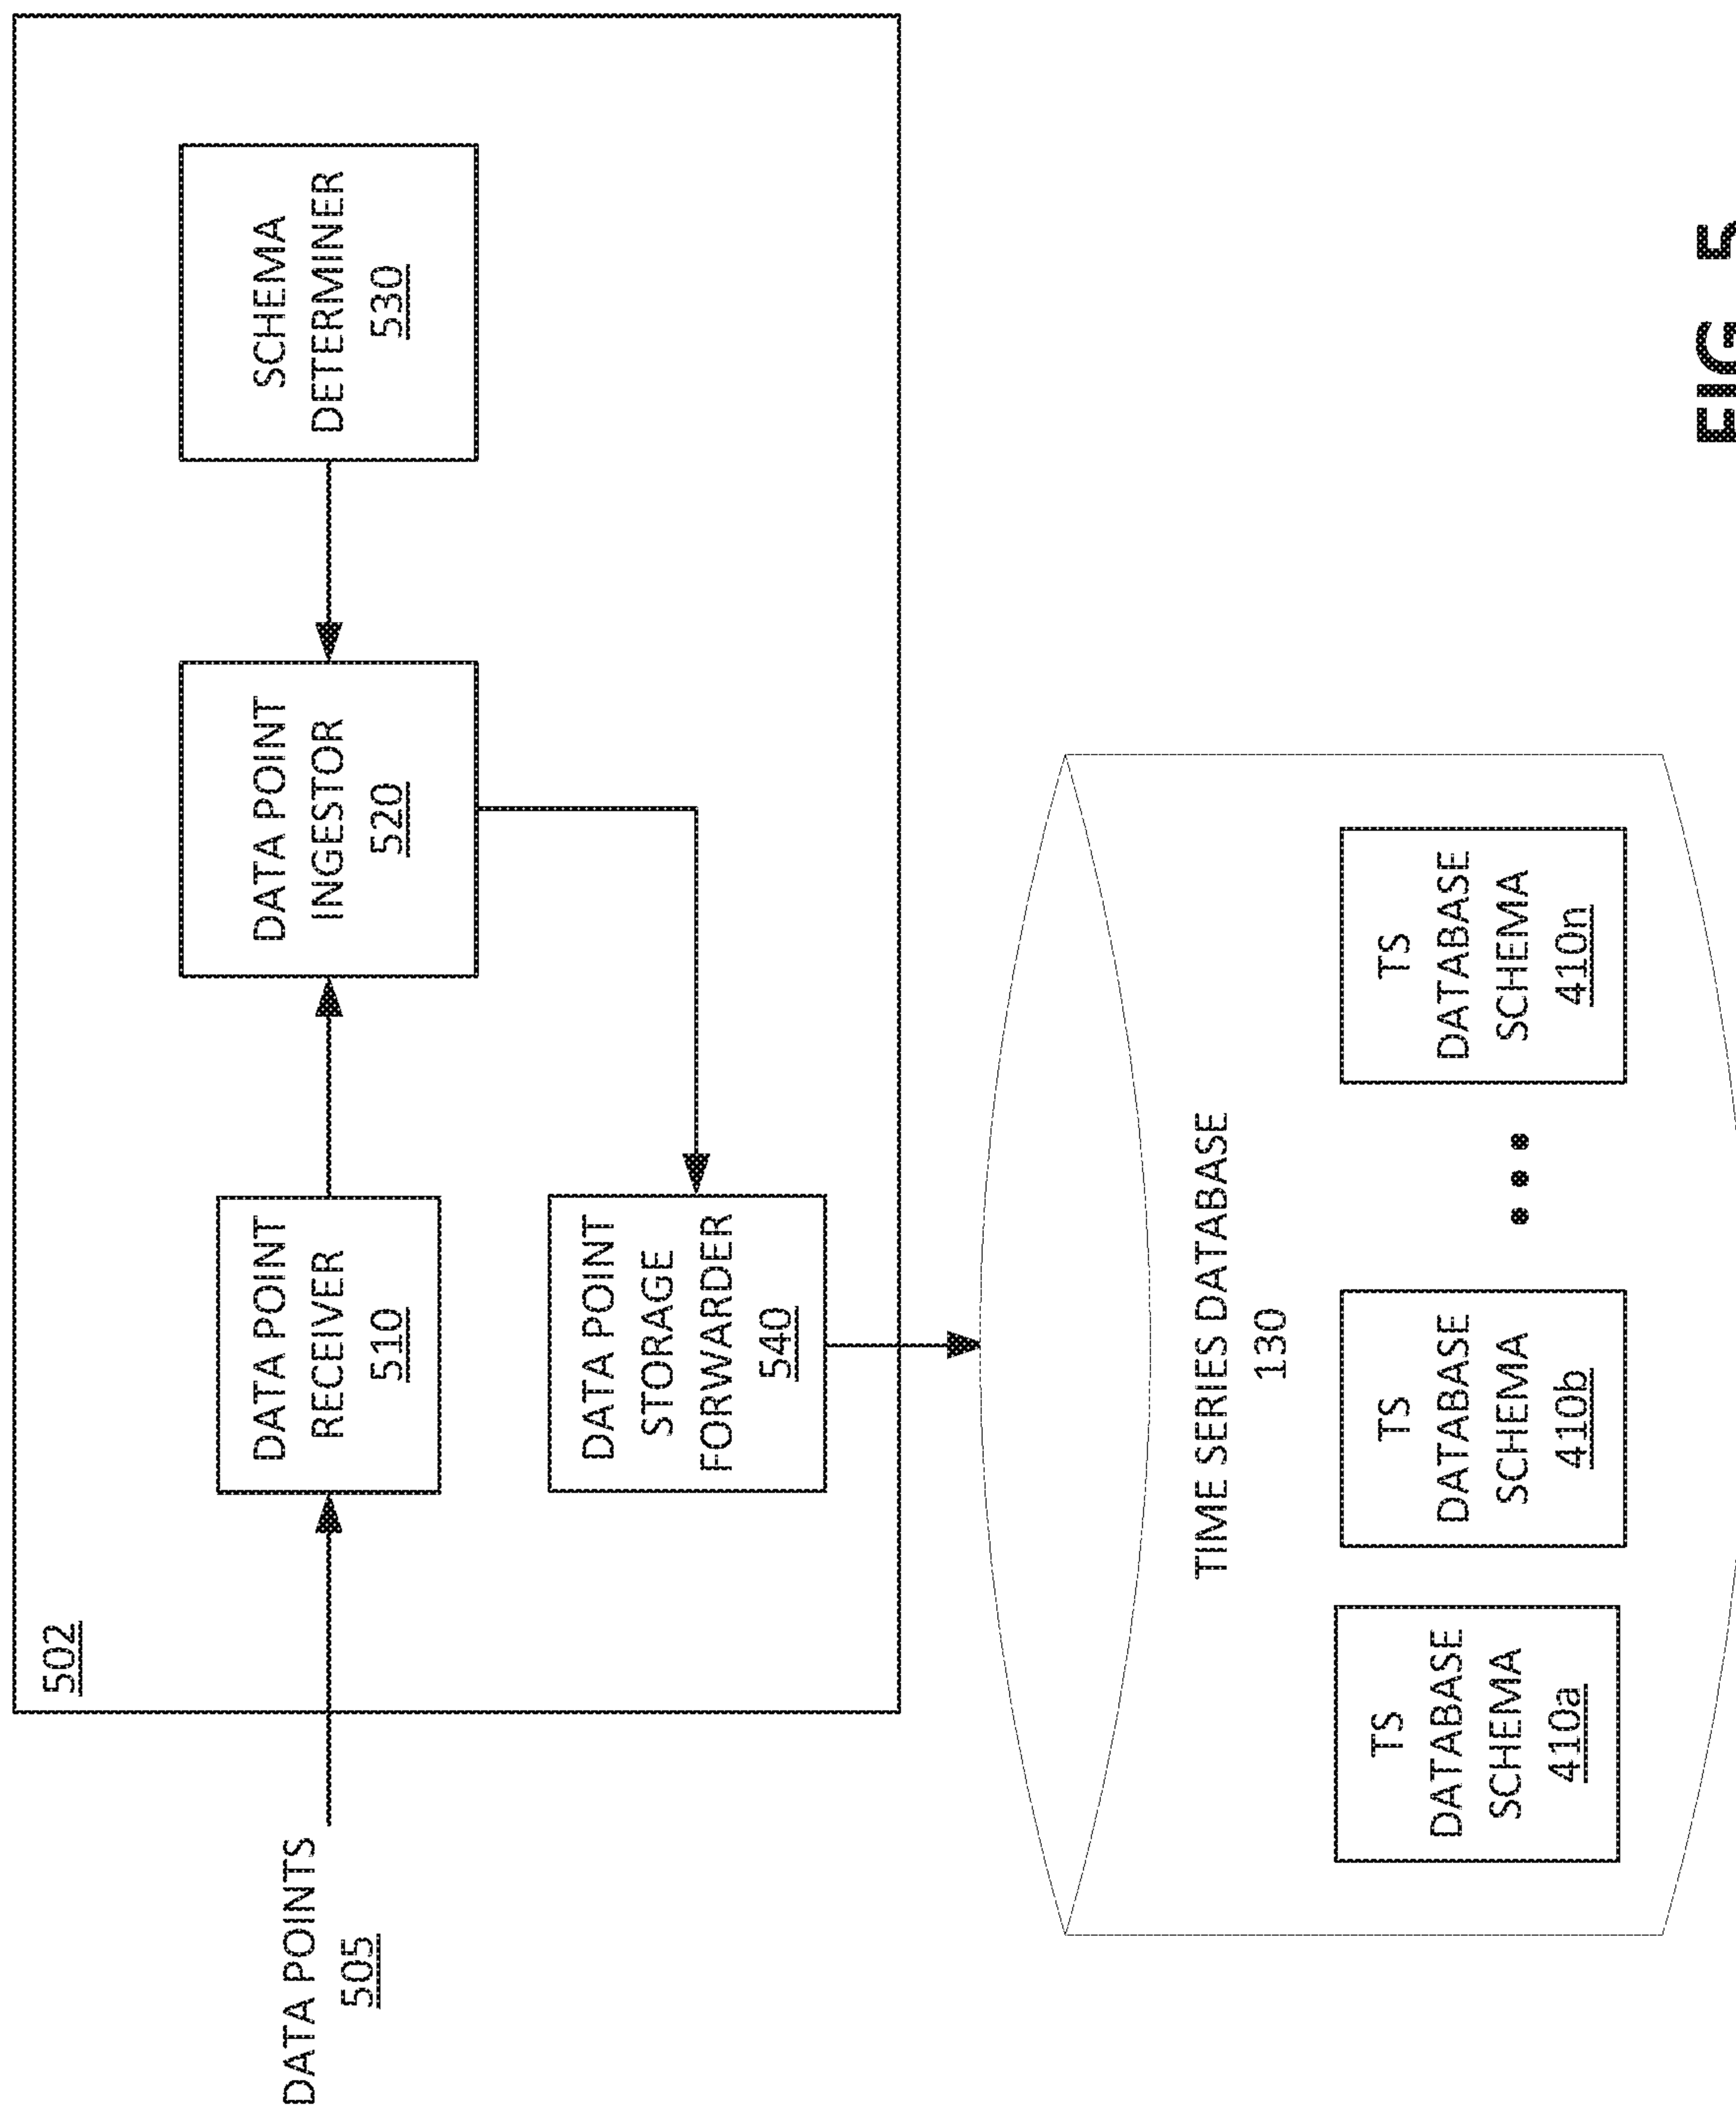 502
DATA POINTS
505
DATA POINT
RECEIVER
510
DATA POINT
INGESTOR
520
SCHEMA
DETERMINER
530
DATA POINT
STORAGE
FORWARDER
540
TIME SERIES DATABASE
130
TS
DATABASE
SCHEMA
410a
TS
DATABASE
SCHEMA
410b
TS
DATABASE
SCHEMA
410n
FIG. 5